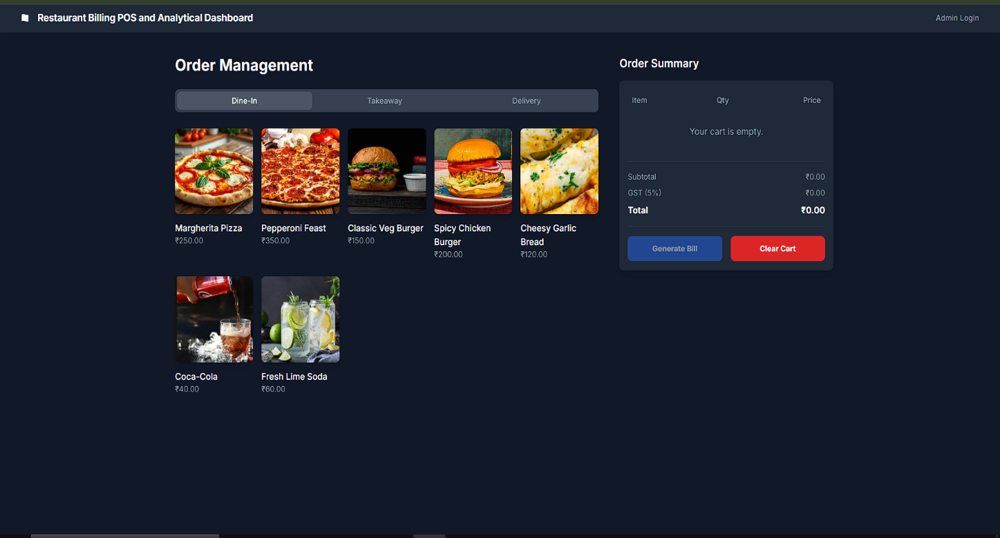 Restaurant Billing POS and Analytical Dashboard
Admin Login
Order Management
Dine-In
Takeaway
Delivery
Margherita Pizza
₹250.00
Pepperoni Feast
₹350.00
Classic Veg Burger
₹150.00
Spicy Chicken
Burger
₹200.00
Cheesy Garlic
Bread
₹120.00
Coca-Cola
₹40.00
Fresh Lime Soda
₹60.00
Order Summary
Item Qty Price
Your cart is empty.
Subtotal ₹0.00
GST (5%) ₹0.00
Total ₹0.00
Generate Bill
Clear Cart